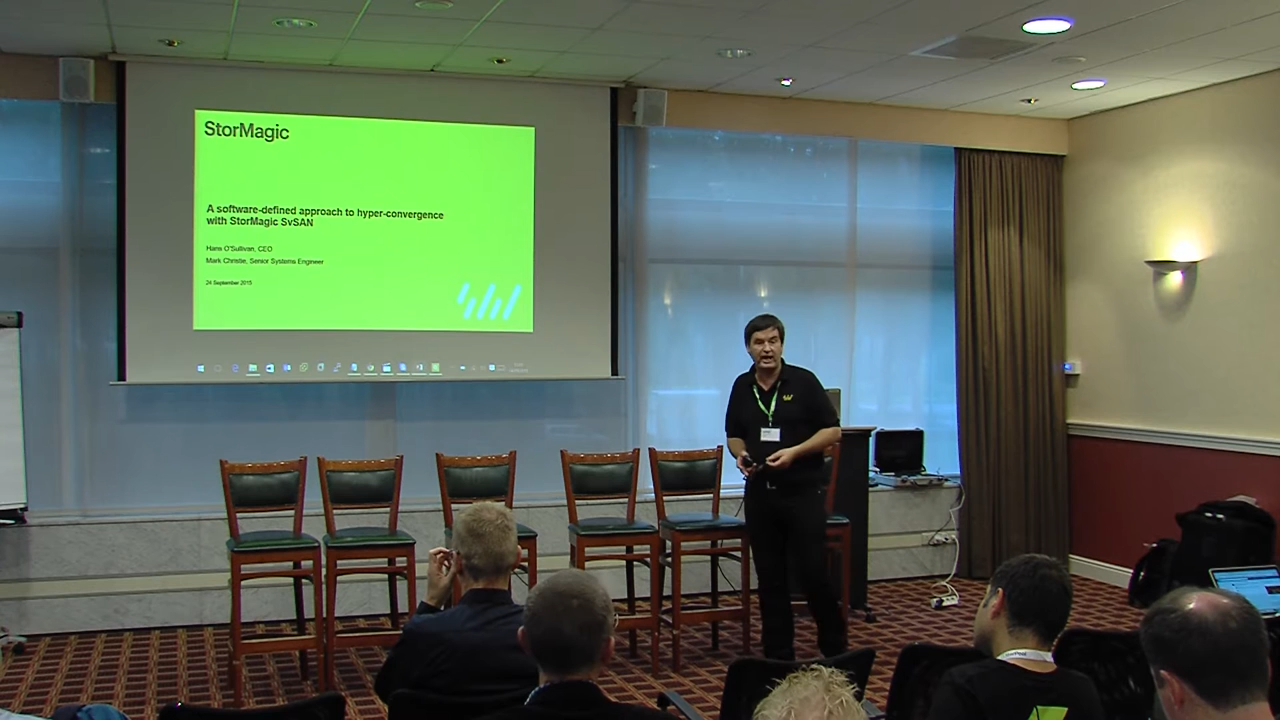 StorMagic
A software-defined approach to hyper-convergence
with StorMagic SvSAN
Hans O'Sullivan, CEO
Mark Christie, Senior Systems Engineer
24 September 2015